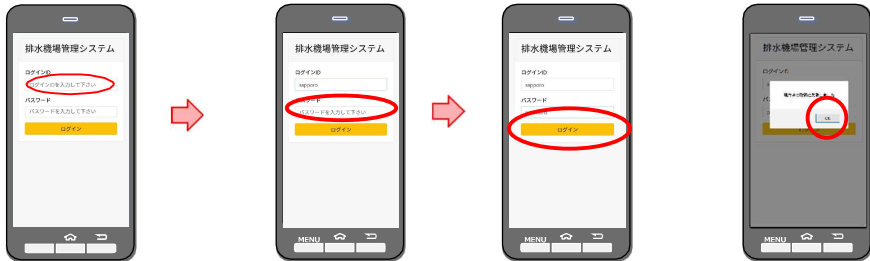 排水機場管理システム
ログインID
ログインIDを入力して下さい
パスワード
パスワードを入力して下さい
ログイン
排水機場管理システム
ログインID
sapporo
パスワード
パスワードを入力して下さい
ログイン
MENU
排水機場管理システム
ログインID
sapporo
パスワード
ログイン
MENU
排水機場管理システム
ログインID
OK
MENU